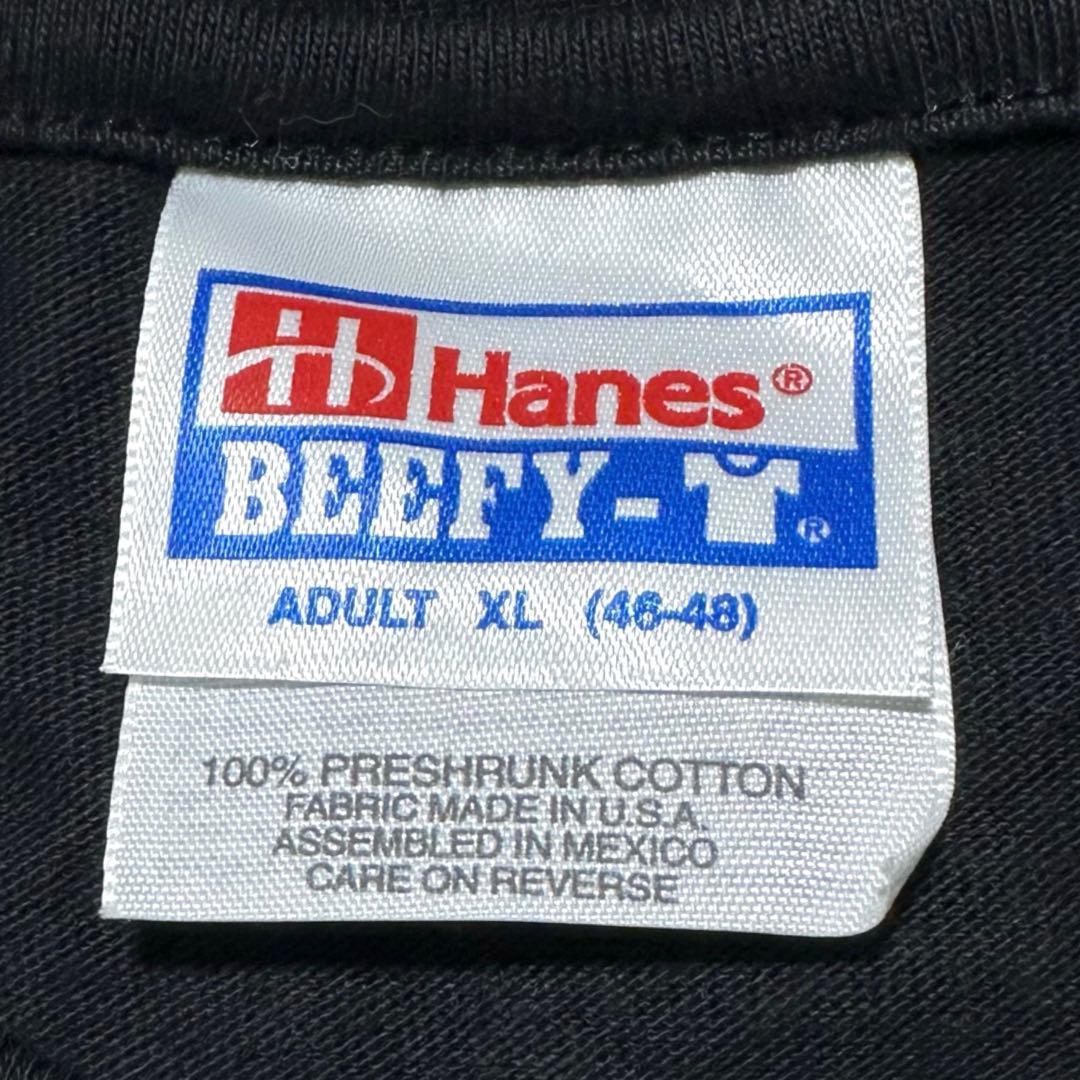 Hanes®
BEEFY-T®
ADULT XL (46-48)
100% PRESHRUNK COTTON
FABRIC MADE IN U.S.A.
ASSEMBLED IN MEXICO
CARE ON REVERSE